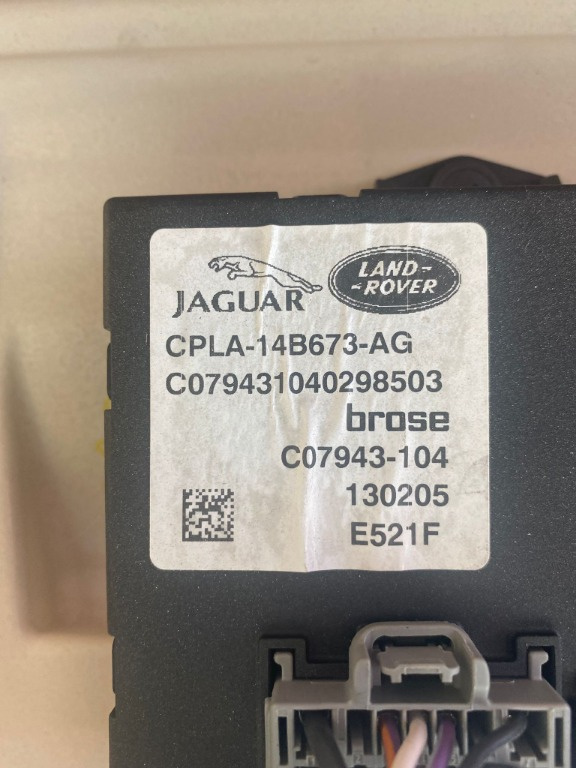 JAGUAR
LAND-
-ROVER
CPLA-14B673-AG
C079431040298503
brose
C07943-104
130205
E521F